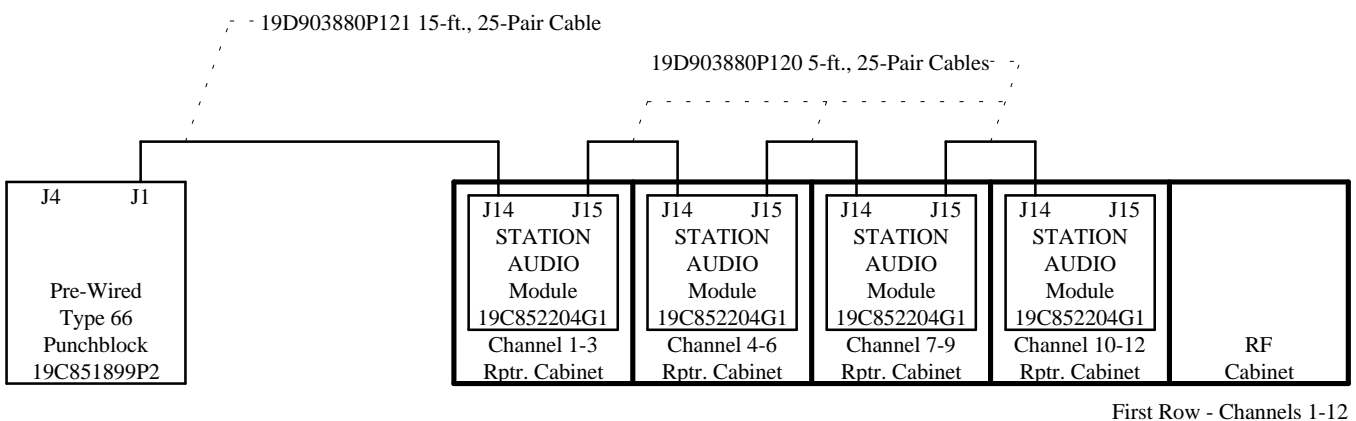 19D903880P121 15-ft., 25-Pair Cable
19D903880P120 5-ft., 25-Pair Cables
J4 J1
Pre-Wired
Type 66
Punchblock
19C851899P2
J14 J15
STATION
AUDIO
Module
19C852204G1
Channel 1-3
Rptr. Cabinet
J14 J15
STATION
AUDIO
Module
19C852204G1
Channel 4-6
Rptr. Cabinet
J14 J15
STATION
AUDIO
Module
19C852204G1
Channel 7-9
Rptr. Cabinet
J14 J15
STATION
AUDIO
Module
19C852204G1
Channel 10-12
Rptr. Cabinet
RF
Cabinet
First Row - Channels 1-12